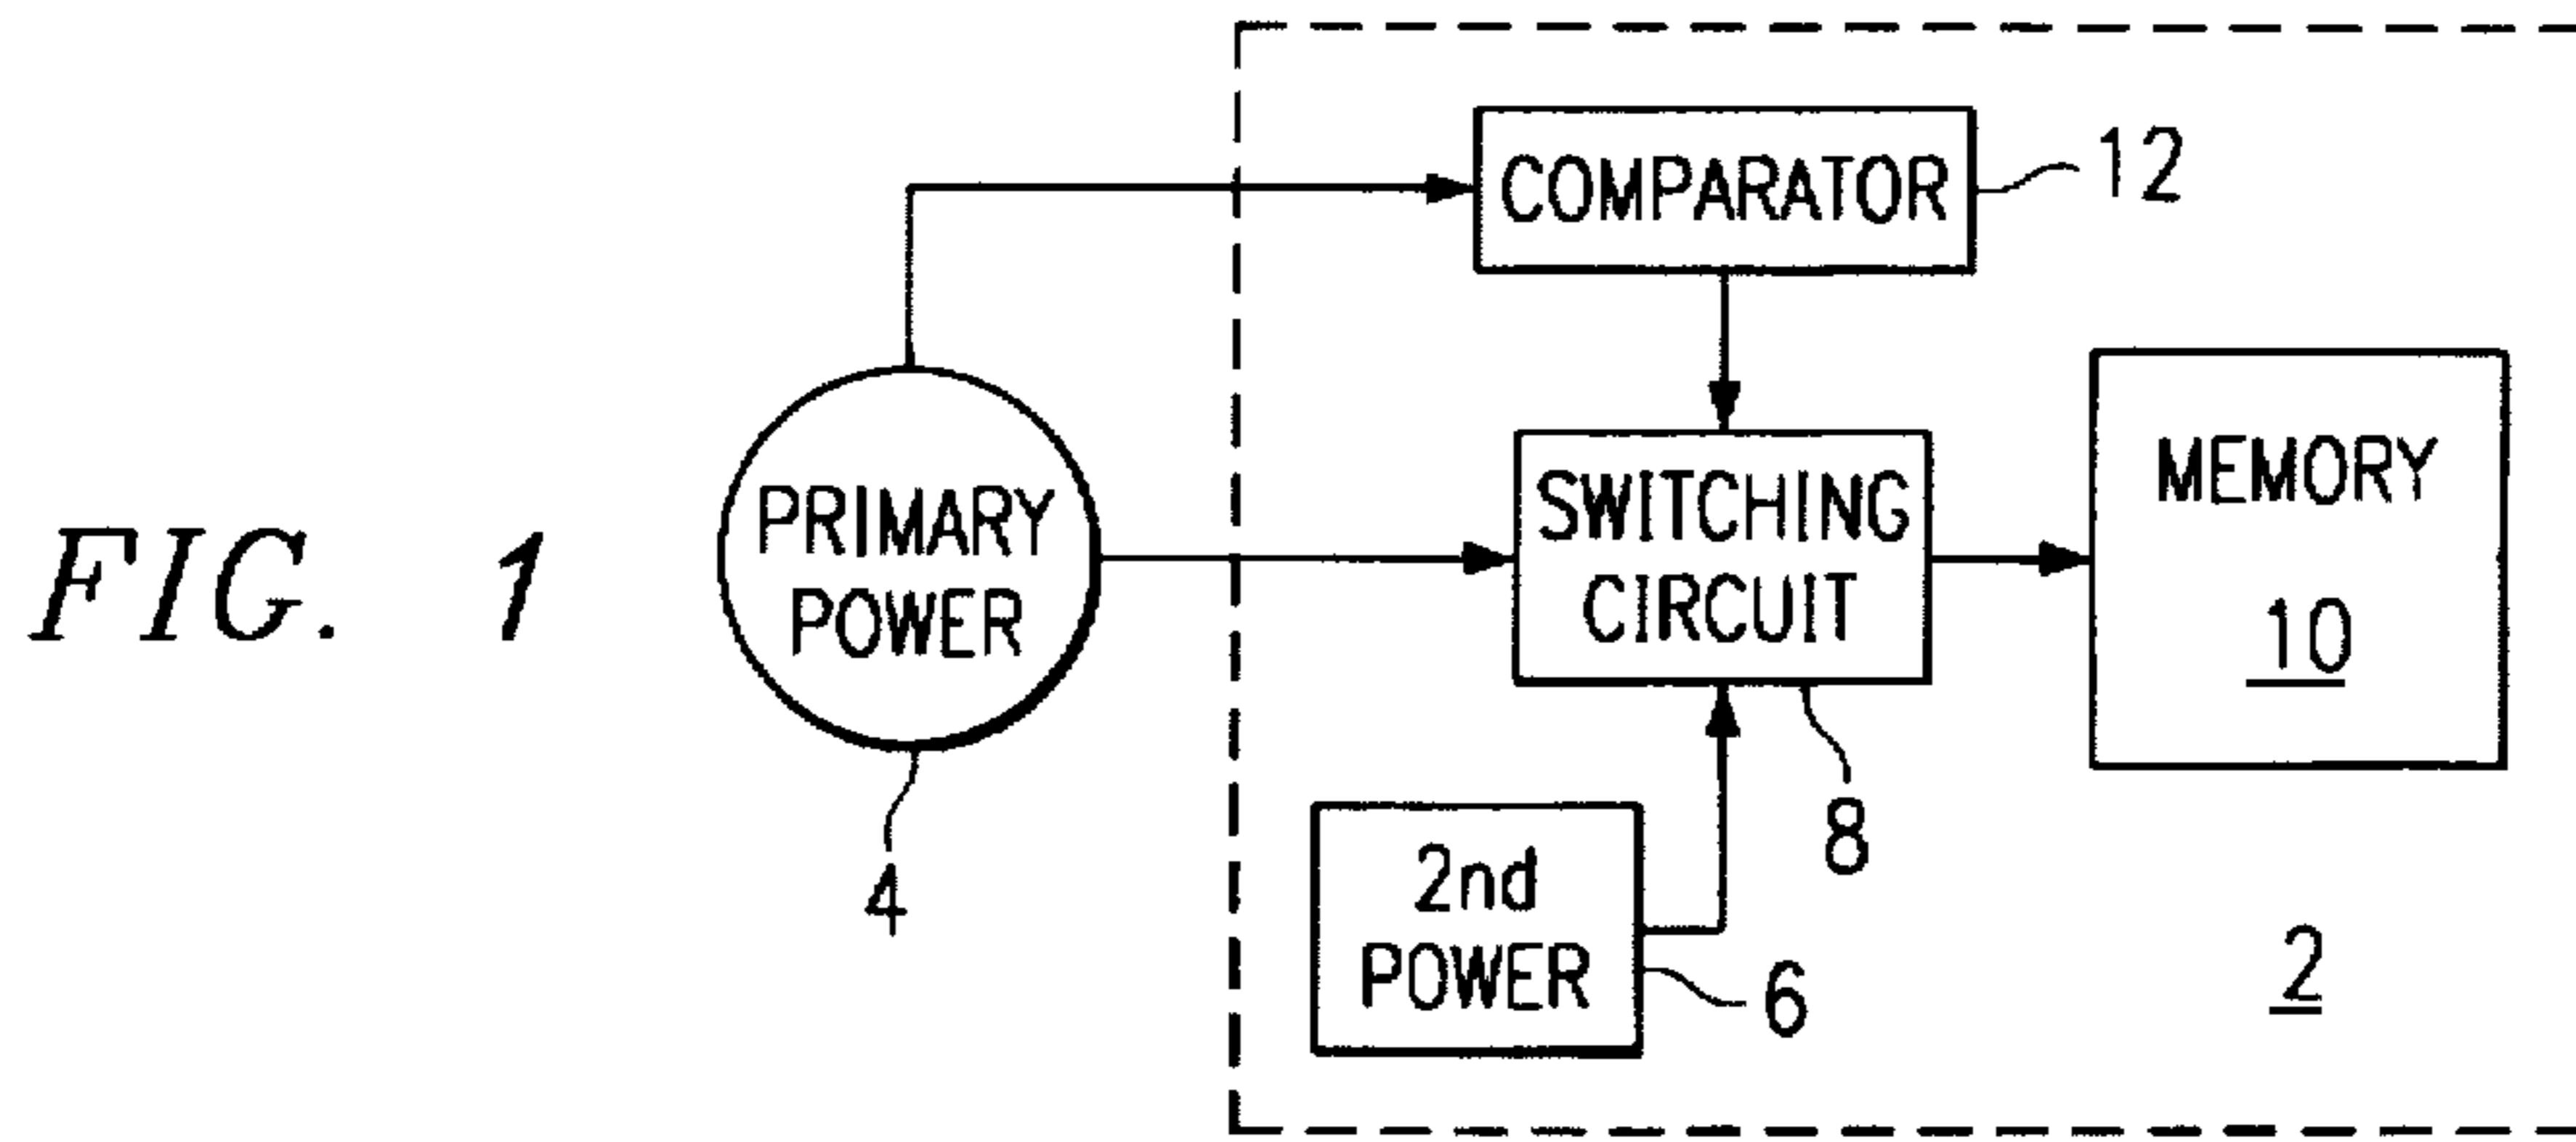 FIG. 1
COMPARATOR
12
PRIMARY
POWER
4
SWITCHING
CIRCUIT
8
MEMORY
10
2nd
POWER
6
2